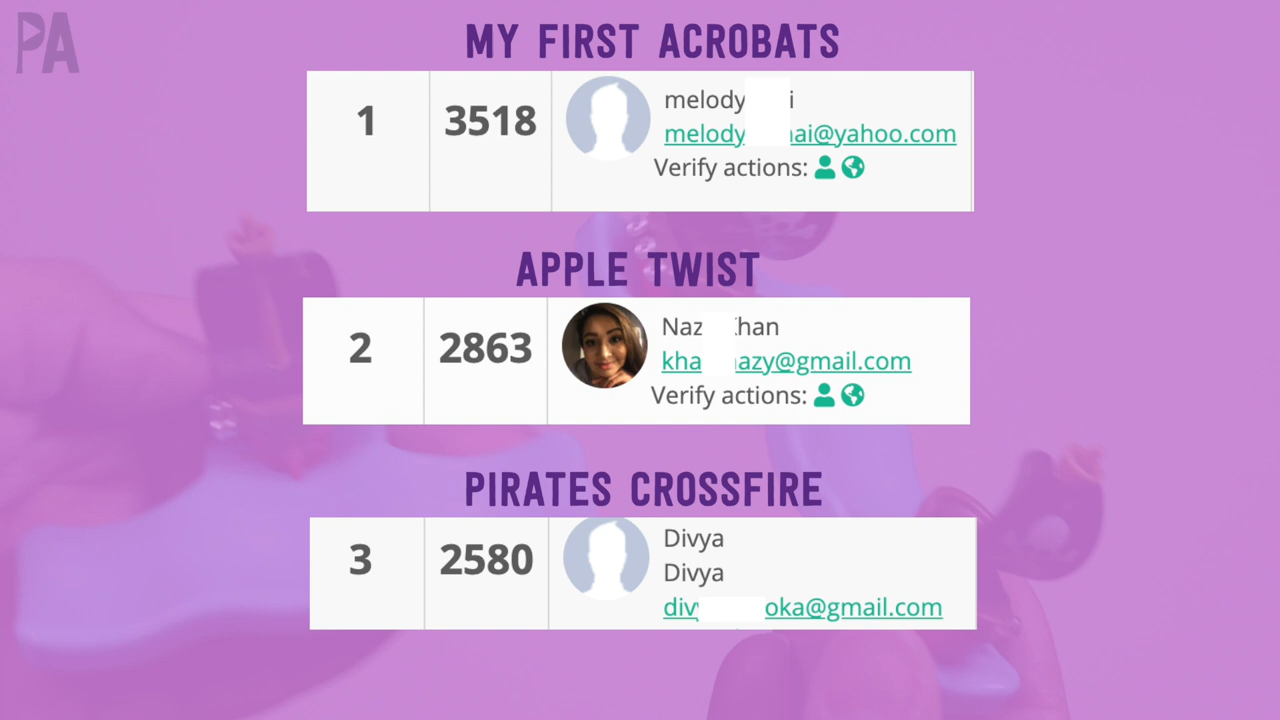 PA
MY FIRST ACROBATS
1 3518 melody i
melody ai@yahoo.com
Verify actions:
APPLE TWIST
2 2863 Naz han
kha azy@gmail.com
Verify actions:
PIRATES CROSSFIRE
3 2580 Divya
Divya
div oka@gmail.com